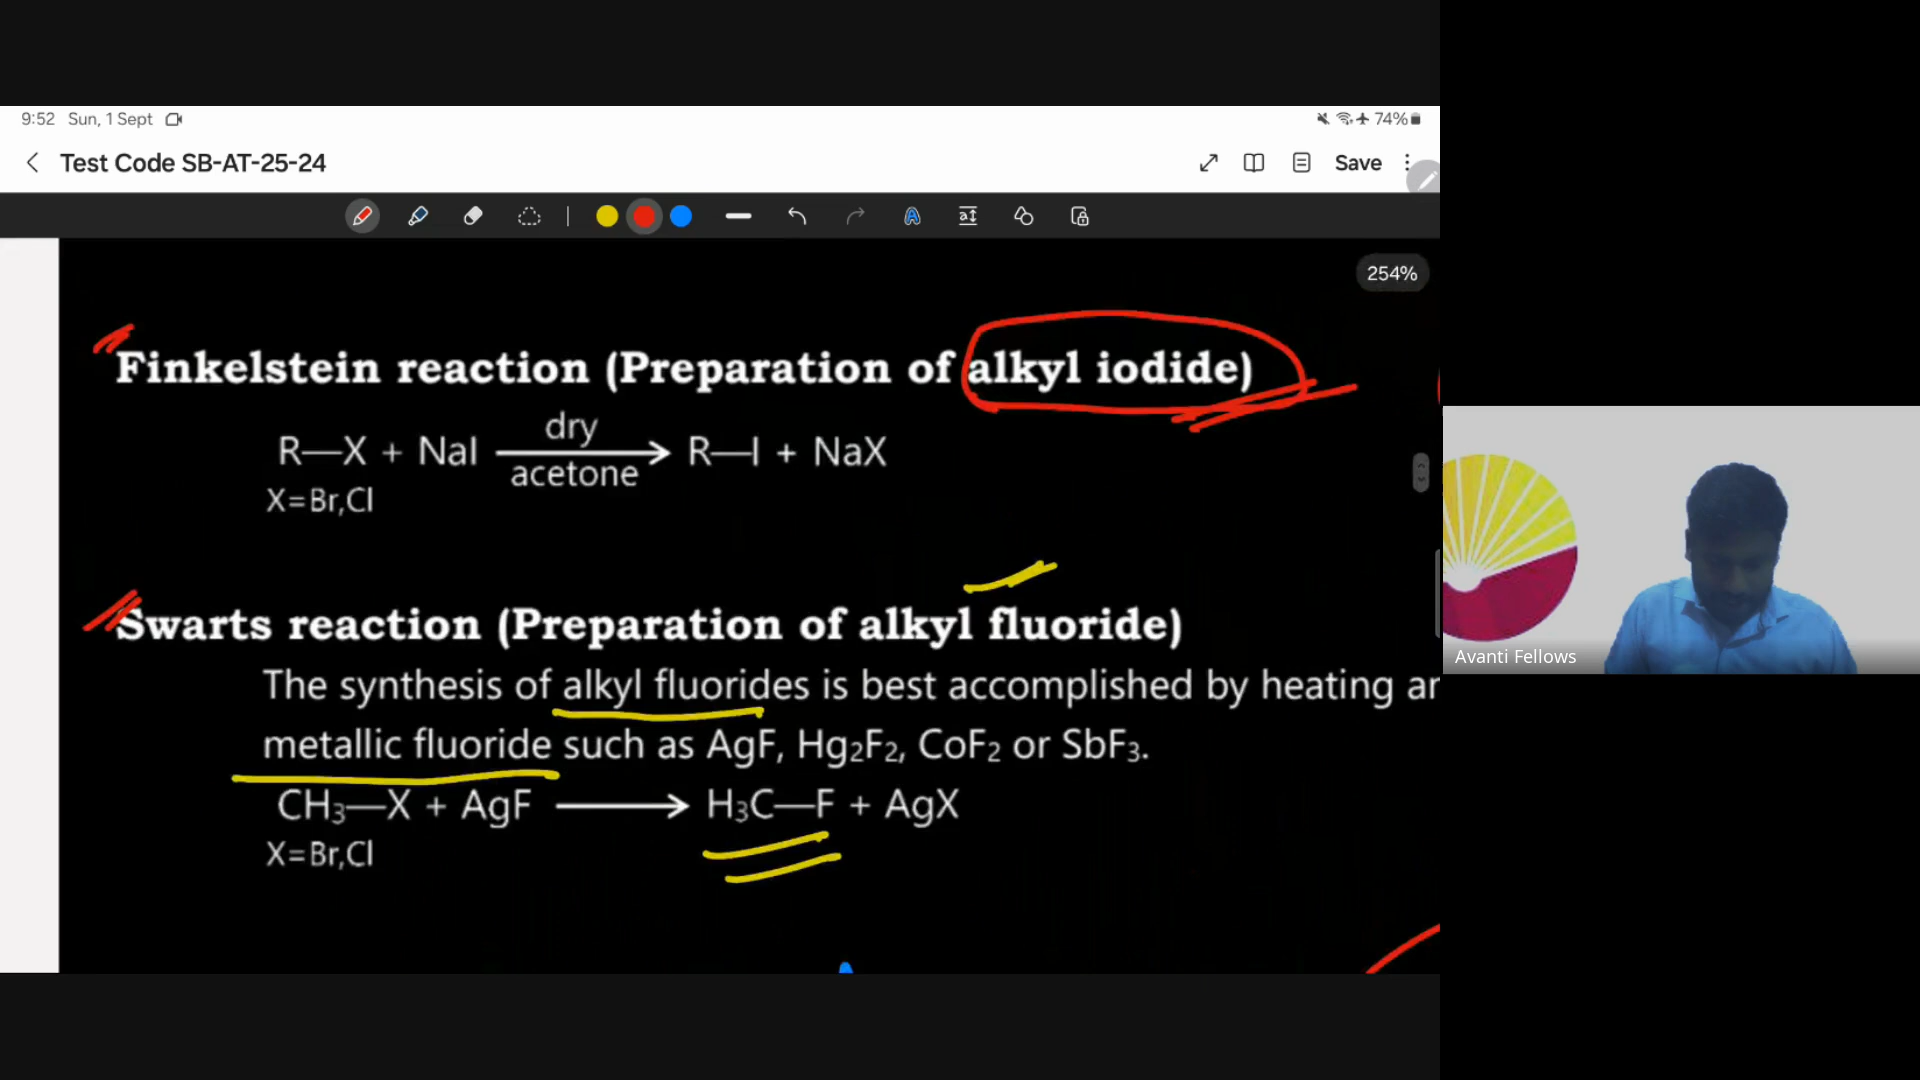 9:52 Sun, 1 Sept 74%
Test Code SB-AT-25-24 Save
254%
Finkelstein reaction (Preparation of alkyl iodide)
dry
R—X + NaI ⟶ R—I + NaX
acetone
X=Br,Cl
Swarts reaction (Preparation of alkyl fluoride)
The synthesis of alkyl fluorides is best accomplished by heating
metallic fluoride such as AgF, Hg₂F₂, CoF₂ or SbF₃.
CH₃—X + AgF ⟶ H₃C—F + AgX
X=Br,Cl
Avanti Fellows